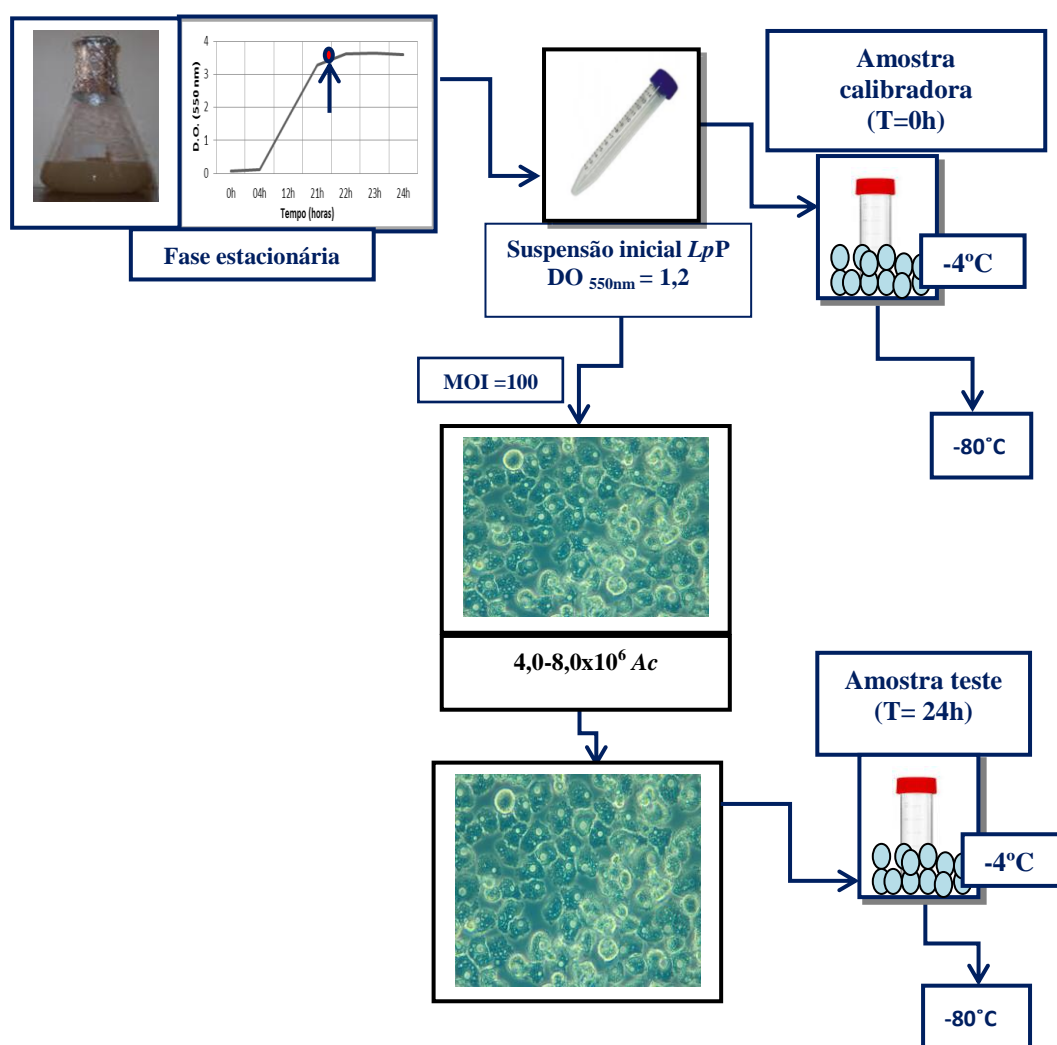 4
3
2
1
0
D.O. (550 nm)
0h 04h 12h 21h 22h 23h 24h
Tempo (horas)
Fase estacionária
Suspensão inicial LpP
DO 550nm = 1,2
Amostra
calibradora
(T=0h)
-4ºC
-80˚C
MOI =100
4,0-8,0x10⁶ Ac
Amostra teste
(T= 24h)
-4ºC
-80˚C